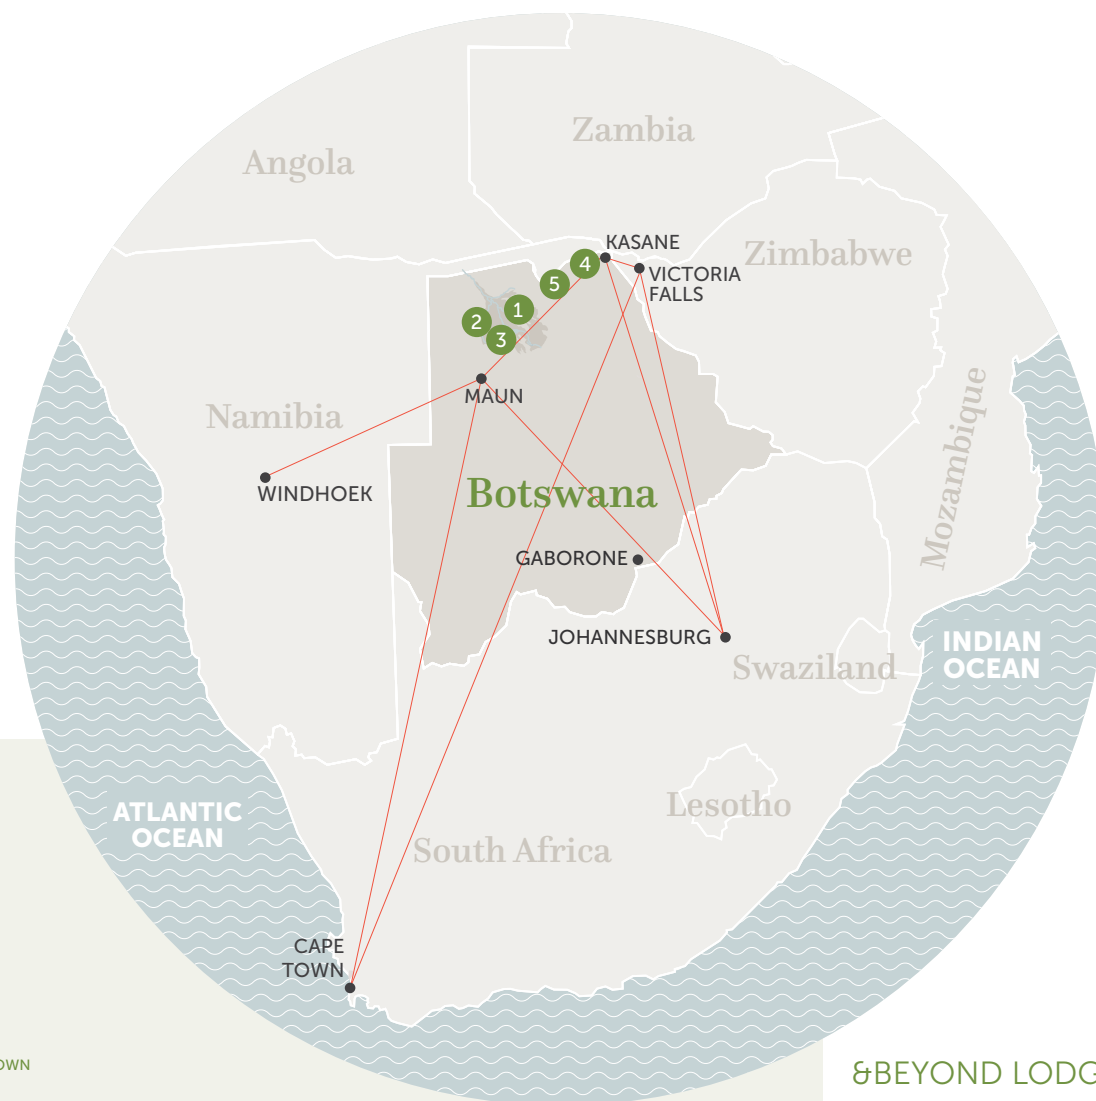 Zambia
Angola
KASANE
Zimbabwe
4
VICTORIA
FALLS
5
1
2
3
MAUN
Namibia
Mozambique
WINDHOEK
Botswana
GABORONE
JOHANNESBURG
INDIAN
OCEAN
Swaziland
ATLANTIC
OCEAN
Lesotho
South Africa
CAPE
TOWN
OWN
&BEYOND LODG